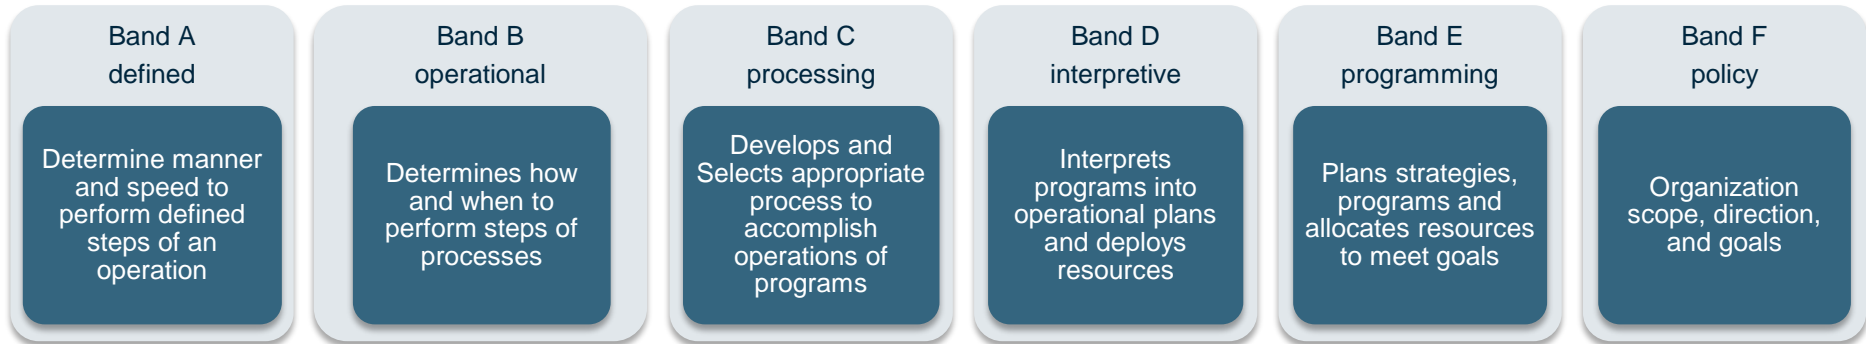 Band A
defined
Determine manner
and speed to
perform defined
steps of an
operation
Band B
operational
Determines how
and when to
perform steps of
processes
Band C
processing
Develops and
Selects appropriate
process to
accomplish
operations of
programs
Band D
interpretive
Interprets
programs into
operational plans
and deploys
resources
Band E
programming
Plans strategies,
programs and
allocates resources
to meet goals
Band F
policy
Organization
scope, direction,
and goals